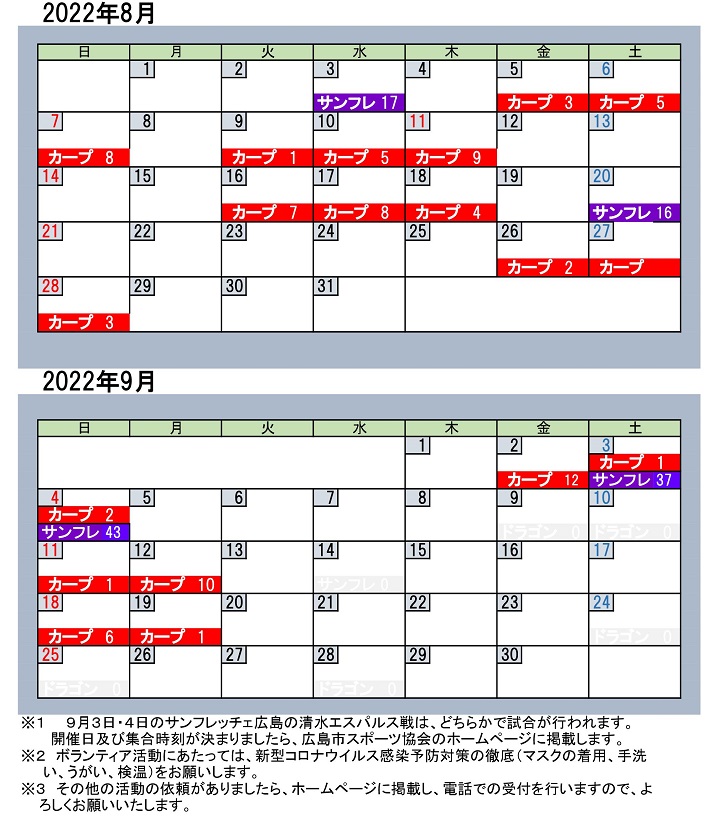 2022年8月
日 月 火 水 木 金 土
1 2 3 4 5 6
サンフレ 17 カープ 3 カープ 5
7 8 9 10 11 12 13
カープ 8 カープ 1 カープ 5 カープ 9
14 15 16 17 18 19 20
カープ 7 カープ 8 カープ 4 サンフレ 16
21 22 23 24 25 26 27
カープ 2 カープ
28 29 30 31
カープ 3
2022年9月
日 月 火 水 木 金 土
1 2 3
カープ 1
カープ 12 サンフレ 37
4 5 6 7 8 9 10
カープ 2
サンフレ 43 ドラゴン 0 ドラゴン 0
11 12 13 14 15 16 17
カープ 1 カープ 10 サンフレ 0
18 19 20 21 22 23 24
カープ 6 カープ 1 ドラゴン 0
25 26 27 28 29 30
ドラゴン 0 ドラゴン 0
※1 9月3日・4日のサンフレッチェ広島の清水エスパルス戦は、どちらかで試合が行われます。
開催日及び集合時刻が決まりましたら、広島市スポーツ協会のホームページに掲載します。
※2 ボランティア活動にあたっては、新型コロナウイルス感染予防対策の徹底(マスクの着用、手洗
い、うがい、検温)をお願いします。
※3 その他の活動の依頼がありましたら、ホームページに掲載し、電話での受付を行いますので、よ
ろしくお願いいたします。